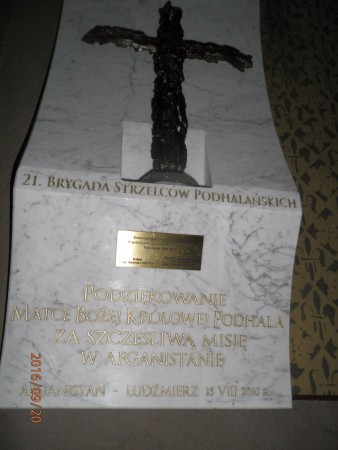 21. BRYGADA STRZELCÓW PODHALAŃSKICH
PODZIĘKOWANIE
MATCE BOŻEJ KRÓLOWEJ PODHALA
ZA SZCZĘŚLIWĄ MISJĘ
W AFGANISTANIE
AFGANISTAN - LUDŹMIERZ 15 VIII 2010 R.
2016/09/20